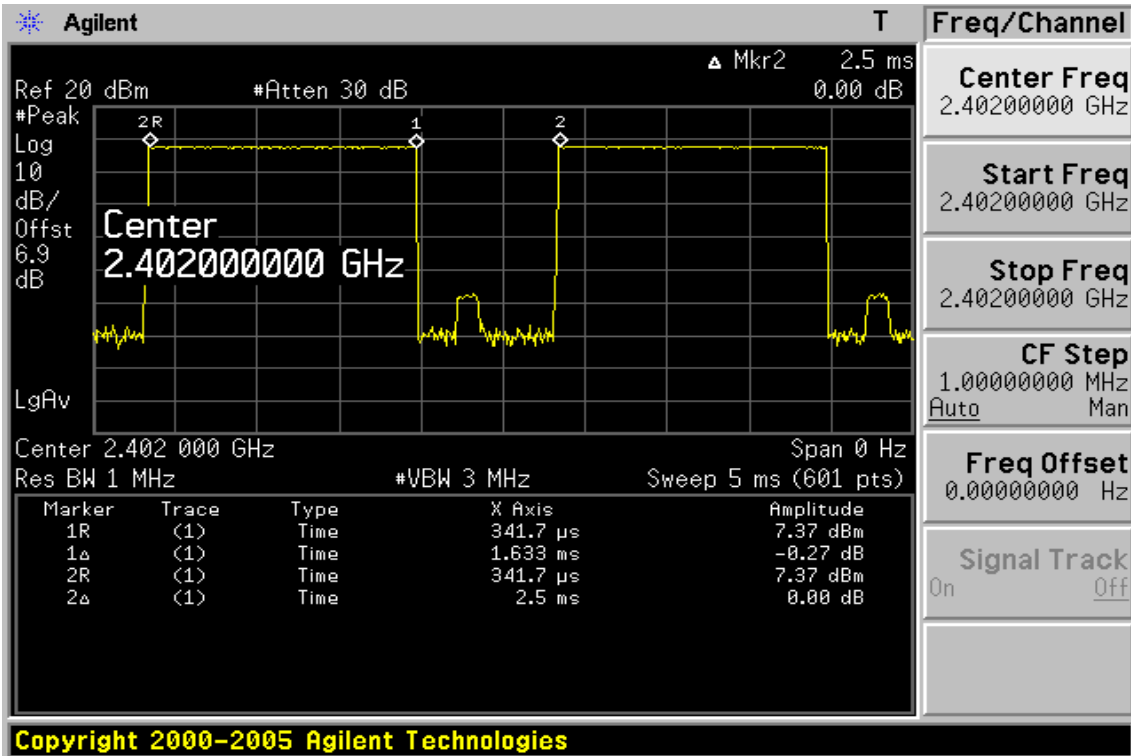 Agilent T
Freq/Channel
▵ Mkr2 2.5 ms
Ref 20 dBm #Atten 30 dB 0.00 dB
#Peak
Log
10
dB/
Offst
6.9
dB
LgAv
2R 1 2
Center
2.402000000 GHz
Center 2.402 000 GHz Span 0 Hz
Res BW 1 MHz #VBW 3 MHz Sweep 5 ms (601 pts)
Marker Trace Type X Axis Amplitude
1R (1) Time 341.7 µs 7.37 dBm
1▵ (1) Time 1.633 ms -0.27 dB
2R (1) Time 341.7 µs 7.37 dBm
2▵ (1) Time 2.5 ms 0.00 dB
Center Freq
2.40200000 GHz
Start Freq
2.40200000 GHz
Stop Freq
2.40200000 GHz
CF Step
1.00000000 MHz
Auto Man
Freq Offset
0.00000000 Hz
Signal Track
On Off
Copyright 2000-2005 Agilent Technologies